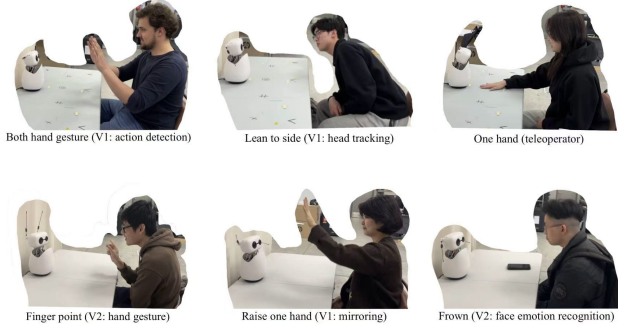 Both hand gesture (V1: action detection)
Lean to side (V1: head tracking)
One hand (teleoperator)
Finger point (V2: hand gesture)
Raise one hand (V1: mirroring)
Frown (V2: face emotion recognition)